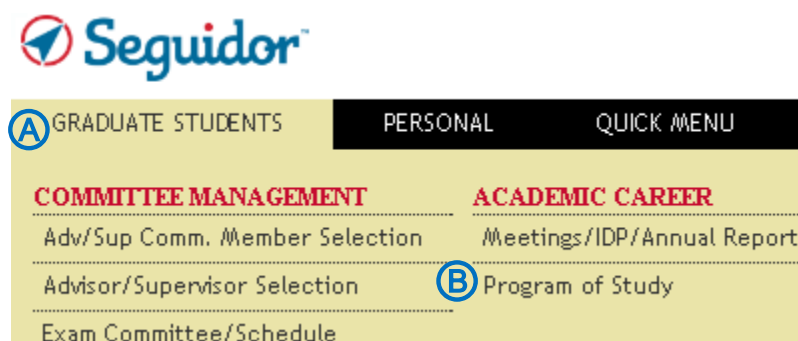 Seguidor™
A GRADUATE STUDENTS PERSONAL QUICK MENU
COMMITTEE MANAGEMENT ACADEMIC CAREER
Adv/Sup Comm. Member Selection Meetings/IDP/Annual Report
Advisor/Supervisor Selection B Program of Study
Exam Committee/Schedule